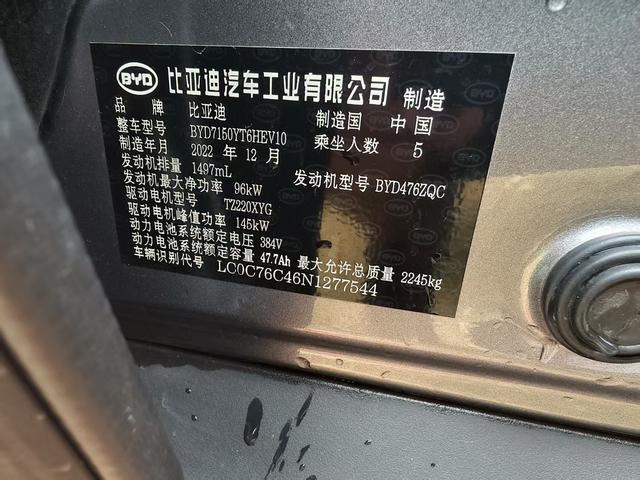 BYD 比亚迪汽车工业有限公司 制造
品牌 比亚迪 制造国 中国
整车型号 BYD7150YT6HEV10 乘坐人数 5
制造年月 2022 年 12 月
发动机排量 1497mL
发动机最大净功率 96kW 发动机型号 BYD476ZQC
驱动电机型号 TZ220XYG
驱动电机峰值功率 145kW
动力电池系统额定电压 384V
动力电池系统额定容量 47.7Ah 最大允许总质量 2245kg
车辆识别代号 LC0C76C46N1277544